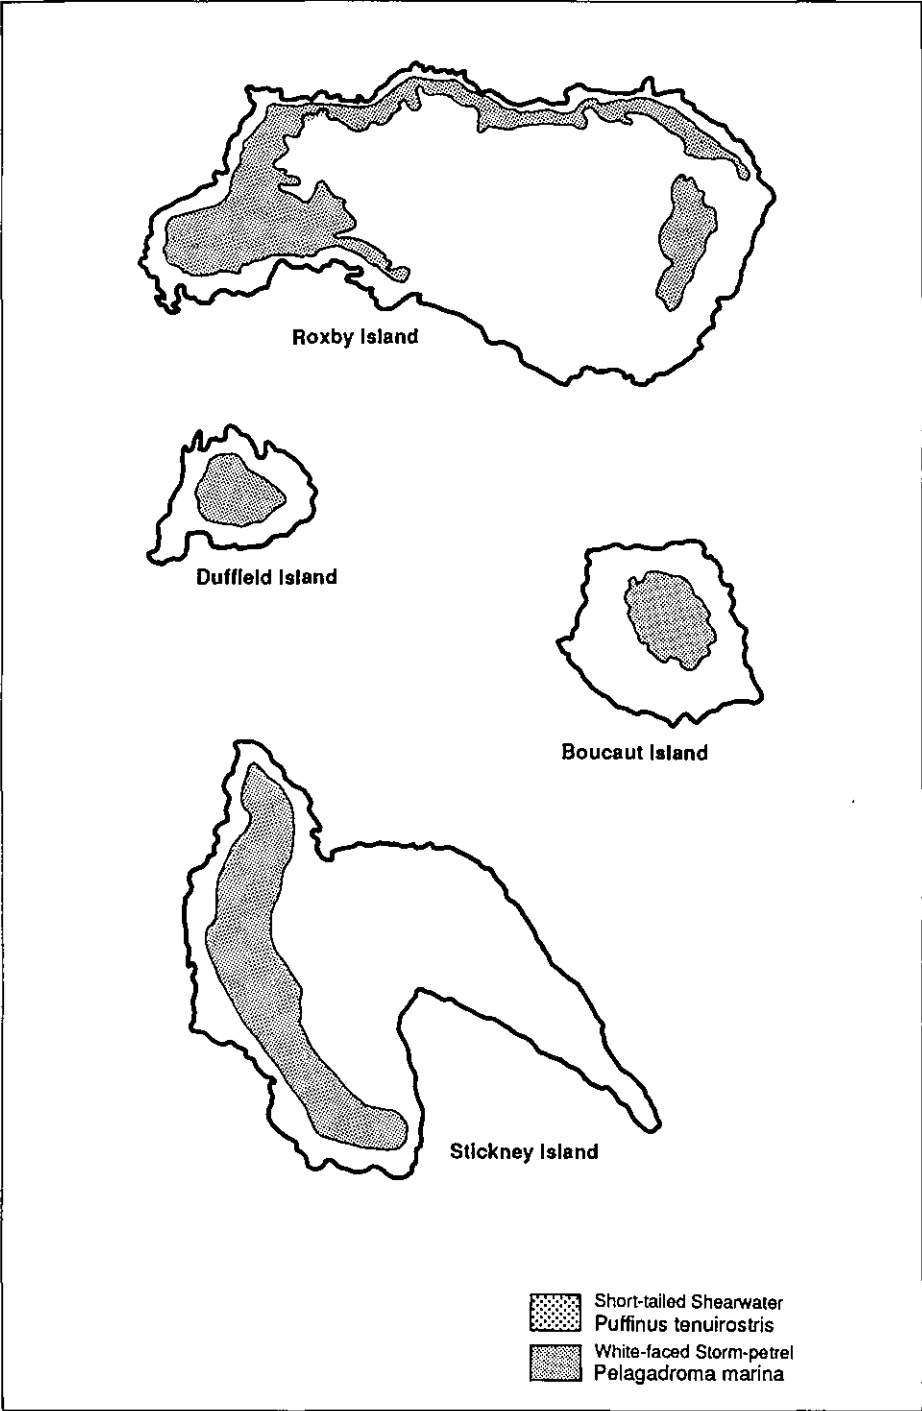 Roxby Island
Duffield Island
Boucaut Island
Stickney Island
Short-tailed Shearwater
Puffinus tenuirostris
White-faced Storm-petrel
Pelagadroma marina